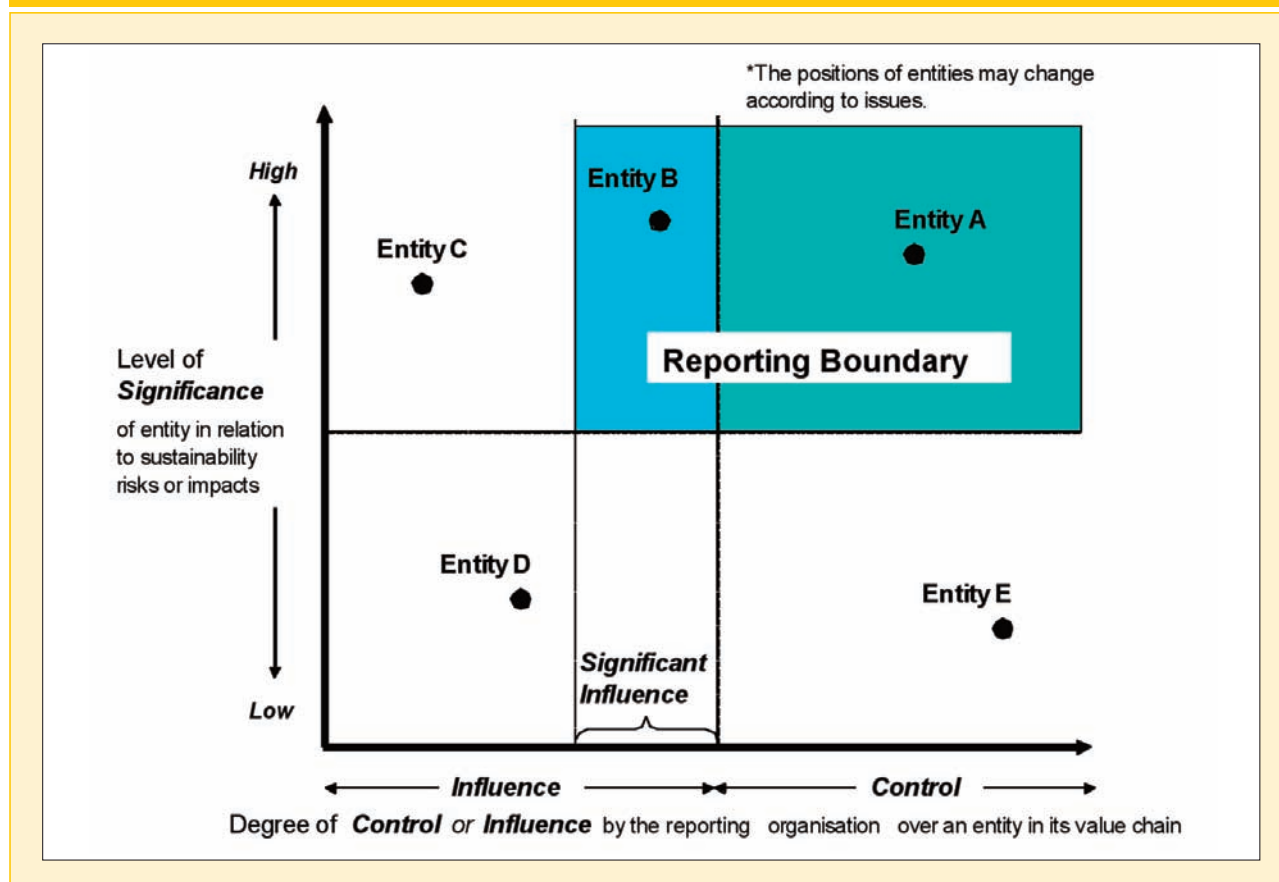 *The positions of entities may change
according to issues.
High
Entity B
Entity A
Entity C
Reporting Boundary
Level of
Significance
of entity in relation
to sustainability
risks or impacts
Entity D
Entity E
Significant
Influence
Low
Influence
Control
Degree of Control or Influence by the reporting organisation over an entity in its value chain